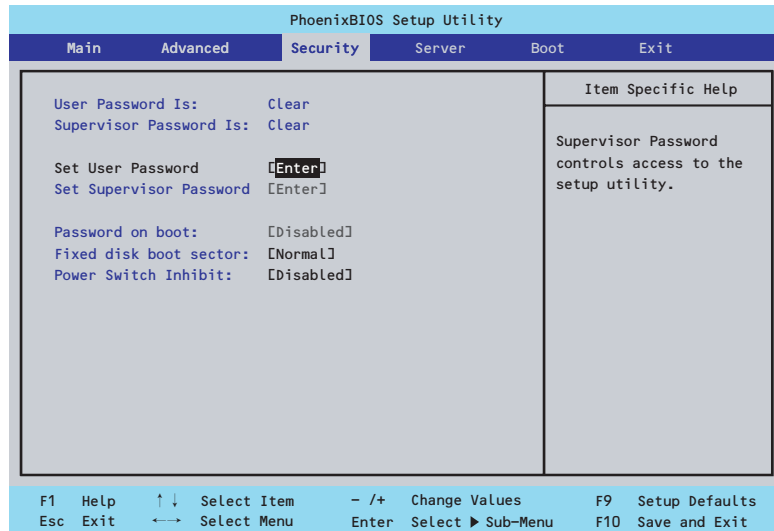 PhoenixBIOS Setup Utility
Main Advanced Security Server Boot Exit
Item Specific Help
User Password Is: Clear
Supervisor Password Is: Clear
Supervisor Password
controls access to the
setup utility.
Set User Password [Enter]
Set Supervisor Password [Enter]
Password on boot: [Disabled]
Fixed disk boot sector: [Normal]
Power Switch Inhibit: [Disabled]
F1 Help ↑↓ Select Item - /+ Change Values F9 Setup Defaults
Esc Exit ←→ Select Menu Enter Select ▶ Sub-Menu F10 Save and Exit